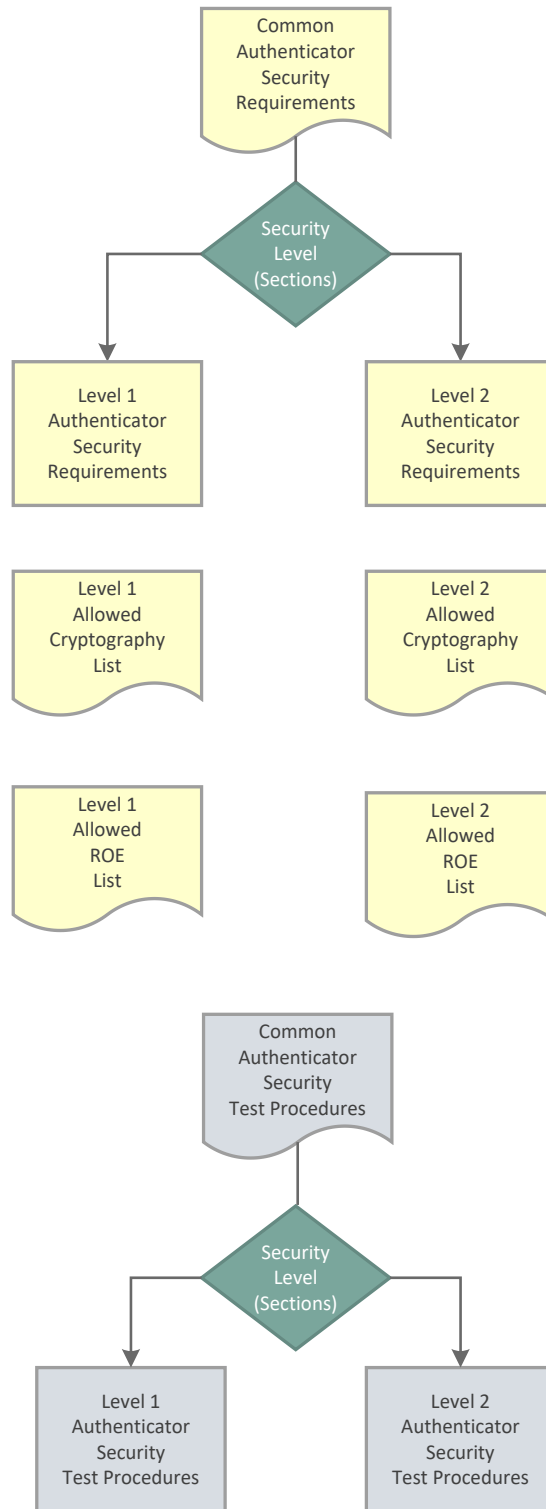 Common
Authenticator
Security
Requirements
Security
Level
(Sections)
Level 1
Authenticator
Security
Requirements
Level 2
Authenticator
Security
Requirements
Level 1
Allowed
Cryptography
List
Level 2
Allowed
Cryptography
List
Level 1
Allowed
ROE
List
Level 2
Allowed
ROE
List
Common
Authenticator
Security
Test Procedures
Security
Level
(Sections)
Level 1
Authenticator
Security
Test Procedures
Level 2
Authenticator
Security
Test Procedures